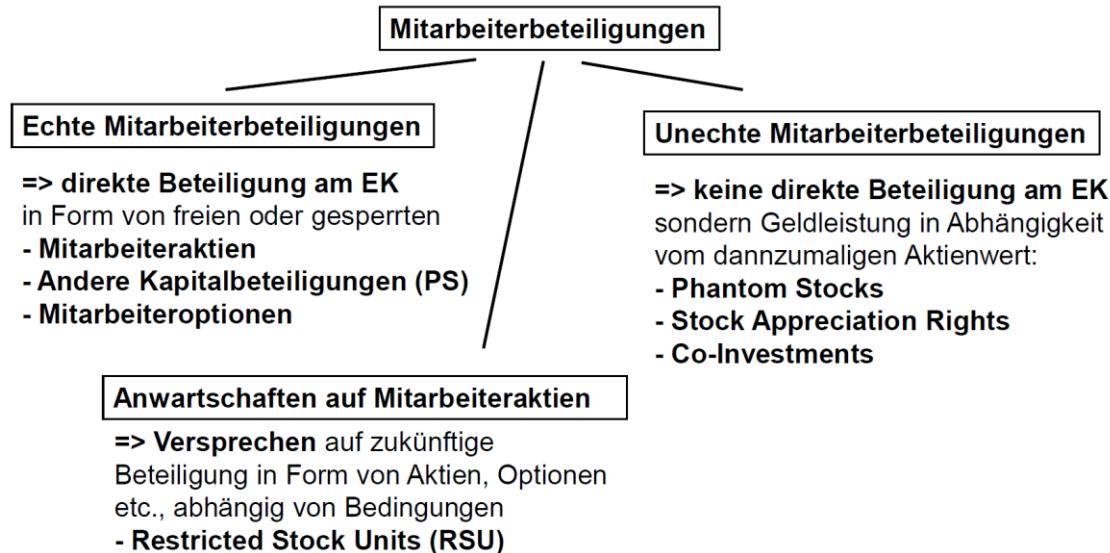 Mitarbeiterbeteiligungen
Echte Mitarbeiterbeteiligungen
=> direkte Beteiligung am EK
in Form von freien oder gesperrten
- Mitarbeiteraktien
- Andere Kapitalbeteiligungen (PS)
- Mitarbeiteroptionen
Unechte Mitarbeiterbeteiligungen
=> keine direkte Beteiligung am EK
sondern Geldleistung in Abhängigkeit
vom dannzumaligen Aktienwert:
- Phantom Stocks
- Stock Appreciation Rights
- Co-Investments
Anwartschaften auf Mitarbeiteraktien
=> Versprechen auf zukünftige
Beteiligung in Form von Aktien, Optionen
etc., abhängig von Bedingungen
- Restricted Stock Units (RSU)